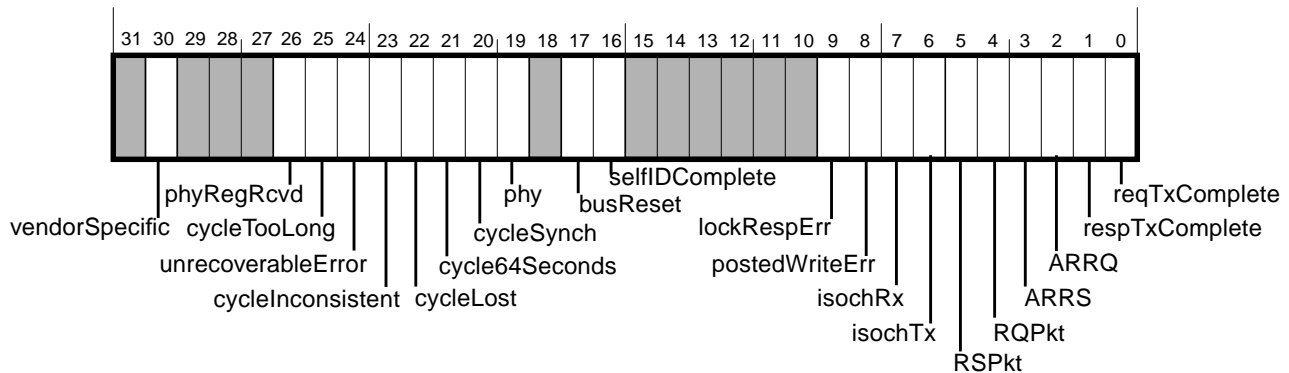 31 30 29 28 27 26 25 24 23 22 21 20 19 18 17 16 15 14 13 12 11 10 9 8 7 6 5 4 3 2 1 0
phyRegRcvd phy selfIDComplete reqTxComplete
vendorSpecific cycleTooLong cycleSynch busReset lockRespErr respTxComplete
unrecoverableError cycle64Seconds postedWriteErr ARRQ
cycleInconsistent cycleLost isochRx ARRS
isochTx RQPkt
RSPkt